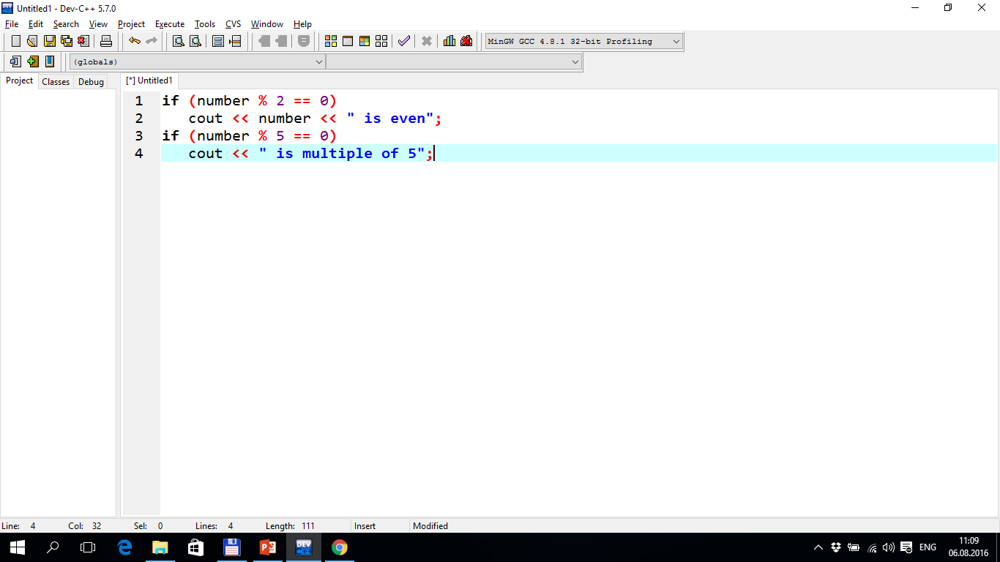 Untitled1 - Dev-C++ 5.7.0
File Edit Search View Project Execute Tools CVS Window Help
MinGW GCC 4.8.1 32-bit Profiling
(globals)
Project Classes Debug [*] Untitled1
1 if (number % 2 == 0)
2 cout << number << " is even";
3 if (number % 5 == 0)
4 cout << " is multiple of 5";
Line: 4 Col: 32 Sel: 0 Lines: 4 Length: 111 Insert Modified
DEV ENG 11:09
06.08.2016